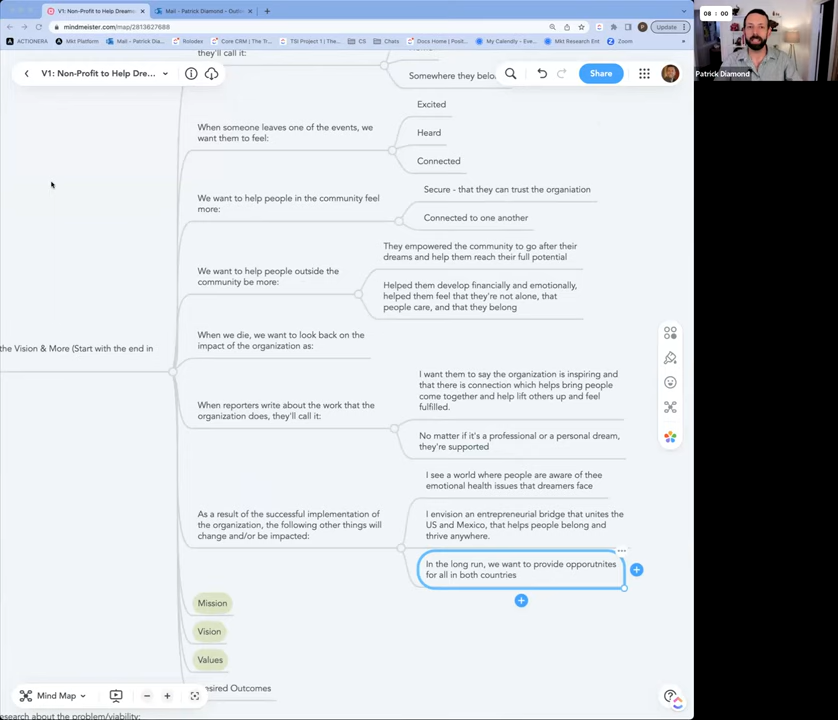 V1: Non-Profit to Help Dream
Mail - Patrick Diamond - Outl
mindmeister.com/map/2813627688
Update
ACTIONERA
Mkt Platform
Mail - Patrick Dia...
Rolodex
Core CRM | The Tr...
TSI Project 1 | The...
CS
Chats
Docs Home | Posit...
My Calendly - Eve...
Mkt Research Ent
Zoom
08 : 00
Patrick Diamond
they'll call it:
Somewhere they belon
V1: Non-Profit to Help Dre...
Share
When someone leaves one of the events, we
want them to feel:
Excited
Heard
Connected
We want to help people in the community feel
more:
Secure - that they can trust the organiation
Connected to one another
We want to help people outside the
community be more:
They empowered the community to go after their
dreams and help them reach their full potential
Helped them develop financially and emotionally,
helped them feel that they're not alone, that
people care, and that they belong
the Vision & More (Start with the end in
When we die, we want to look back on the
impact of the organization as:
When reporters write about the work that the
organization does, they'll call it:
I want them to say the organization is inspiring and
that there is connection which helps bring people
come together and help lift others up and feel
fulfilled.
No matter if it's a professional or a personal dream,
they're supported
As a result of the successful implementation of
the organization, the following other things will
change and/or be impacted:
I see a world where people are aware of thee
emotional health issues that dreamers face
I envision an entrepreneurial bridge that unites the
US and Mexico, that helps people belong and
thrive anywhere.
In the long run, we want to provide opporutnites
for all in both countries
Mission
Vision
Values
sired Outcomes
Mind Map
search about the problem/viability: